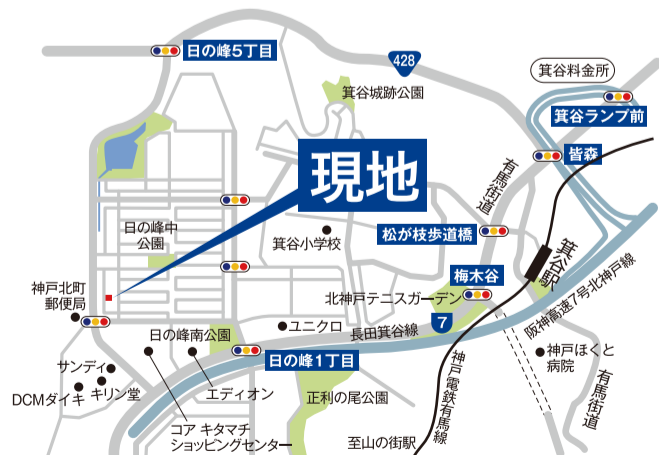 日の峰5丁目
428
箕谷料金所
箕谷ランプ前
箕谷城跡公園
皆森
現地
有馬街道
松が枝歩道橋
箕谷駅
日の峰中
公園
箕谷小学校
梅木谷
北神戸テニスガーデン
阪神高速7号北神戸線
神戸北町
郵便局
ユニクロ
長田箕谷線
7
日の峰南公園
日の峰1丁目
神戸ほくと
病院
サンディ
キリン堂
DCMダイキ
エディオン
正利の尾公園
神戸電鉄有馬線
有馬街道
コア キタマチ
ショッピングセンター
至山の街駅